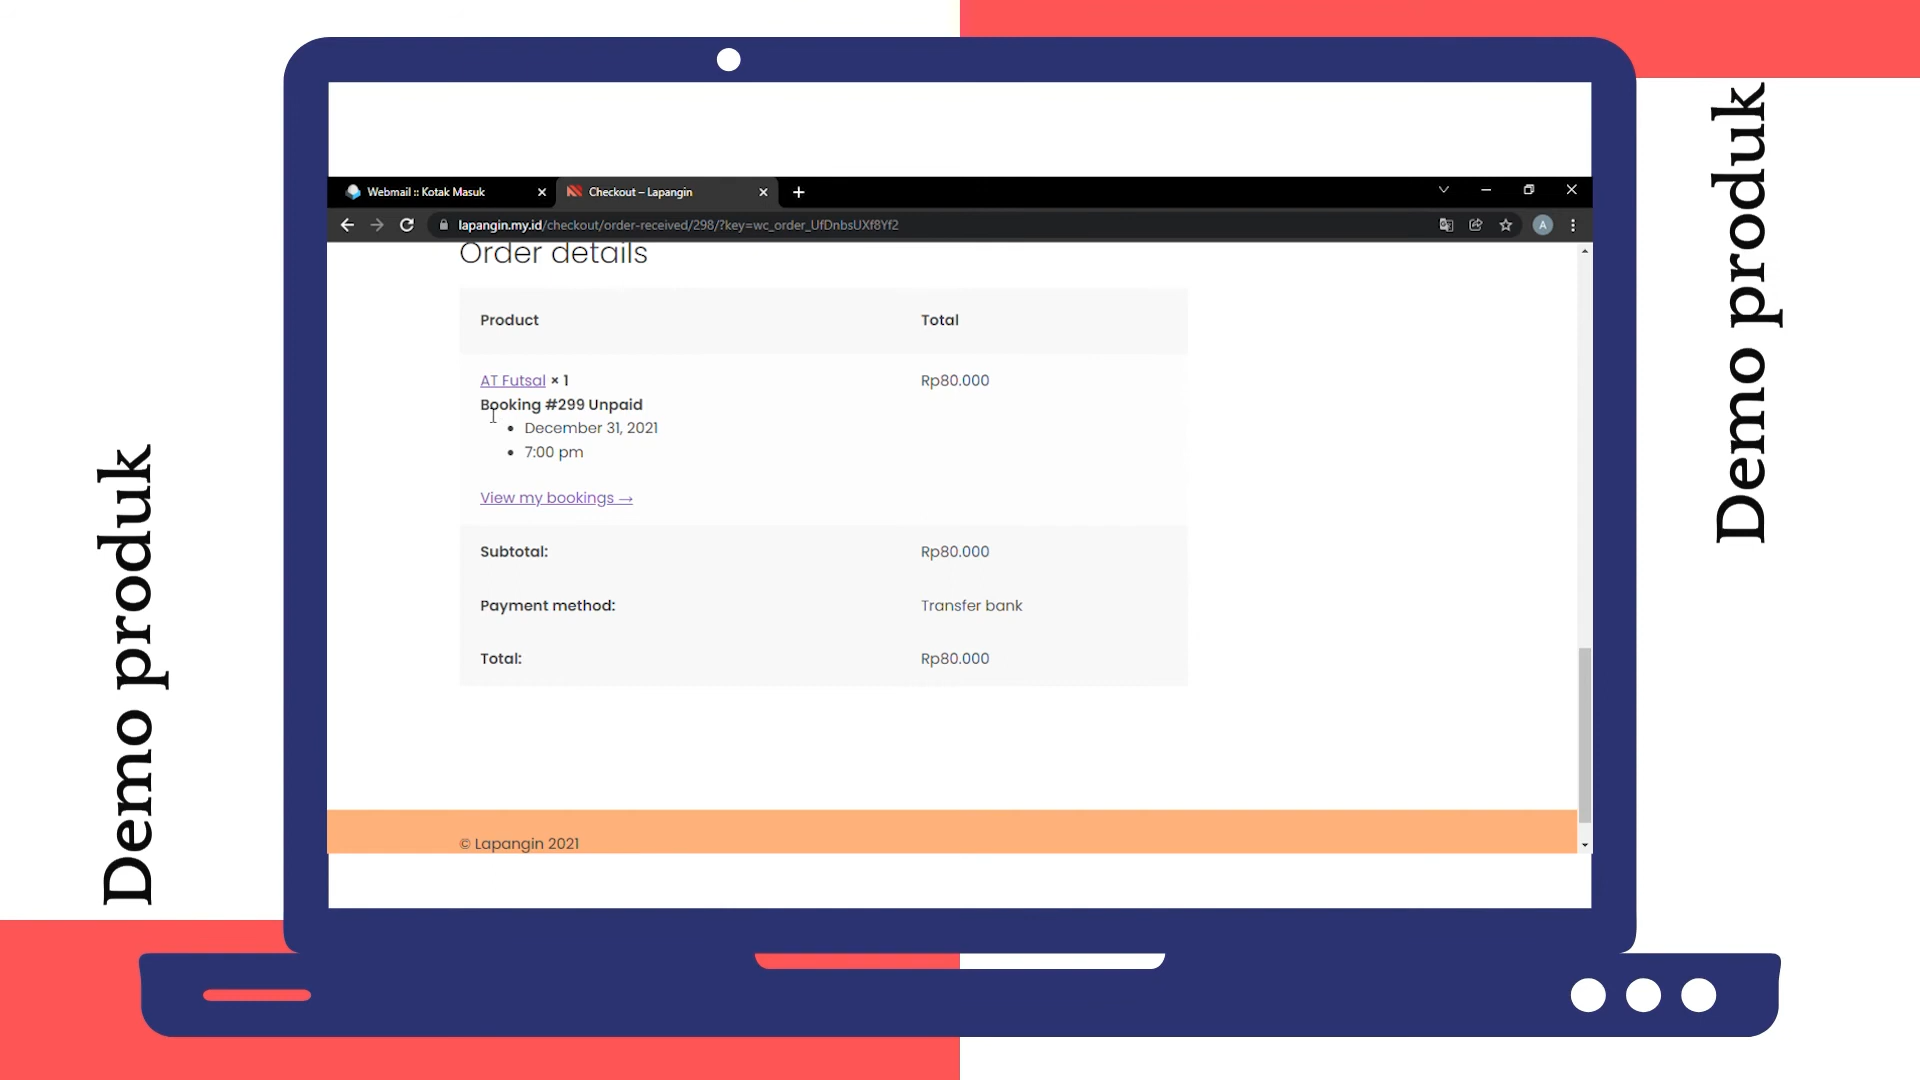 Demo produk
Demo produk
Webmail :: Kotak Masuk
Checkout – Lapangin
lapangin.my.id/checkout/order-received/298/?key=wc_order_UfDnbsUXf8Yf2
A
Order details
Product Total
AT Futsal × 1 Rp80.000
Booking #299 Unpaid
• December 31, 2021
• 7:00 pm
View my bookings →
Subtotal: Rp80.000
Payment method: Transfer bank
Total: Rp80.000
© Lapangin 2021